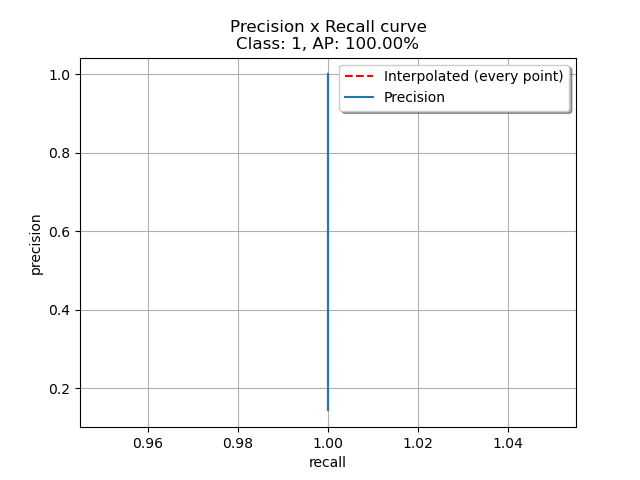 Precision x Recall curve
Class: 1, AP: 100.00%
Interpolated (every point)
Precision
precision
1.0
0.8
0.6
0.4
0.2
0.96 0.98 1.00 1.02 1.04
recall